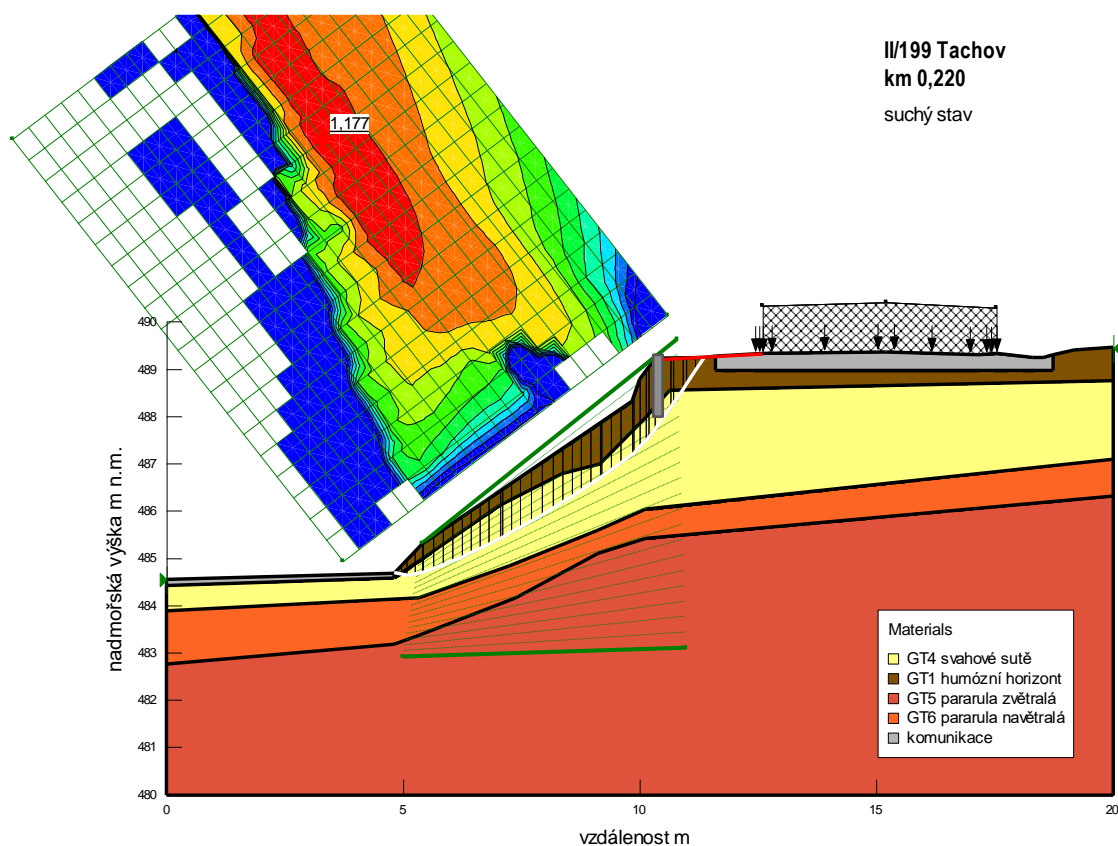 II/199 Tachov
km 0,220
suchý stav
1,177
490
489
488
487
486
485
484
483
482
481
480
nadmořská výška m n.m.
0
5
10
15
20
vzdálenost m
Materials
GT4 svahové sutě
GT1 humózní horizont
GT5 pararula zvětralá
GT6 pararula navětralá
komunikace